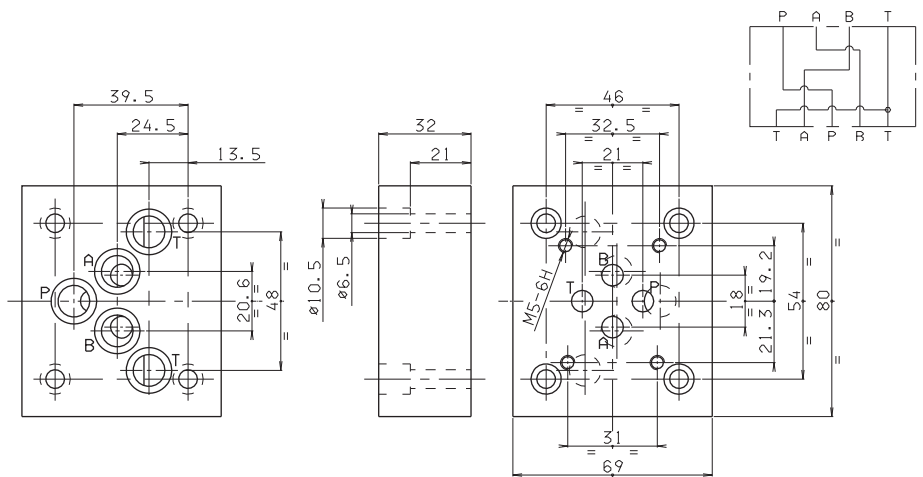 P A B T
T A P B T
39.5
24.5
13.5
T
A
P
B
T
20.6
48
32
21
ø10.5
ø6.5
46
= =
32.5
= =
21
= =
B
T
P
A
M5-6H
18
21.3
19.2
54
80
31
= =
69
= =